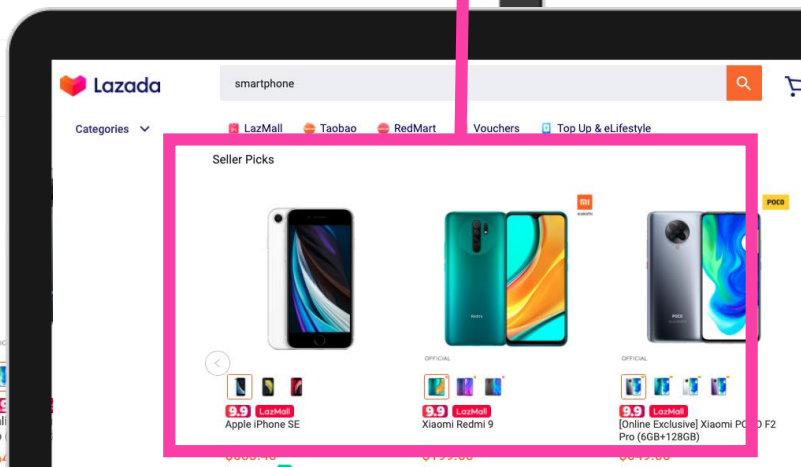 Lazada
smartphone
Categories
LazMall Taobao RedMart Vouchers Top Up & eLifestyle
Seller Picks
mi
POCO
Redmi
POCO
OFFICIAL
OFFICIAL
9.9 LazMall
9.9 LazMall
9.9 LazMall
Apple iPhone SE
Xiaomi Redmi 9
[Online Exclusive] Xiaomi F2
Pro (6GB+128GB)